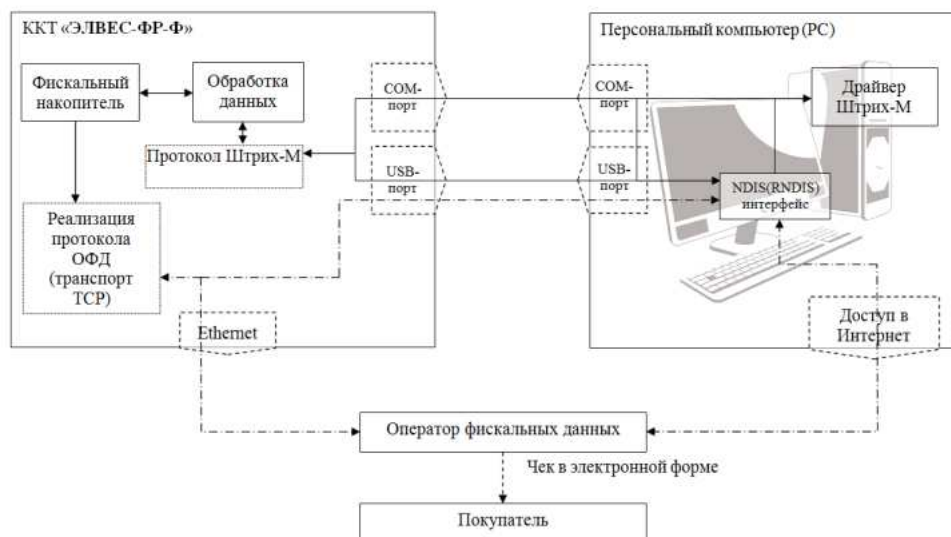 ККТ «ЭЛВЕС-ФР-Ф»
Фискальный
накопитель
Обработка
данных
Протокол Штрих-М
Реализация
протокола
ОФД
(транспорт
TCP)
COM-
порт
USB-
порт
Ethernet
Персональный компьютер (PC)
COM-
порт
USB-
порт
Драйвер
Штрих-М
NDIS(RNDIS)
интерфейс
Доступ в
Интернет
Оператор фискальных данных
Чек в электронной форме
Покупатель